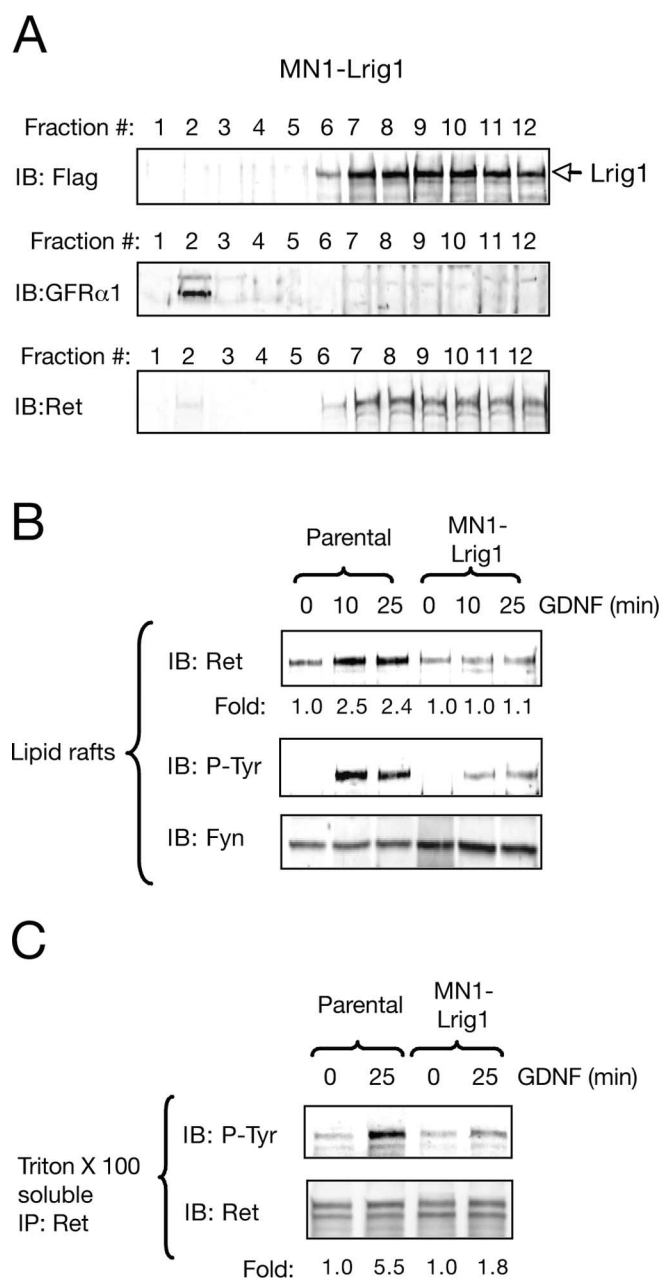 A
MN1-Lrig1
Fraction #: 1 2 3 4 5 6 7 8 9 10 11 12
IB: Flag
Lrig1
Fraction #: 1 2 3 4 5 6 7 8 9 10 11 12
IB:GFRα1
Fraction #: 1 2 3 4 5 6 7 8 9 10 11 12
IB:Ret
B
Parental
MN1-
Lrig1
0 10 25 0 10 25 GDNF (min)
IB: Ret
Fold: 1.0 2.5 2.4 1.0 1.0 1.1
Lipid rafts
IB: P-Tyr
IB: Fyn
C
Parental
MN1-
Lrig1
0 25 0 25 GDNF (min)
IB: P-Tyr
Triton X 100
soluble
IP: Ret
IB: Ret
Fold: 1.0 5.5 1.0 1.8